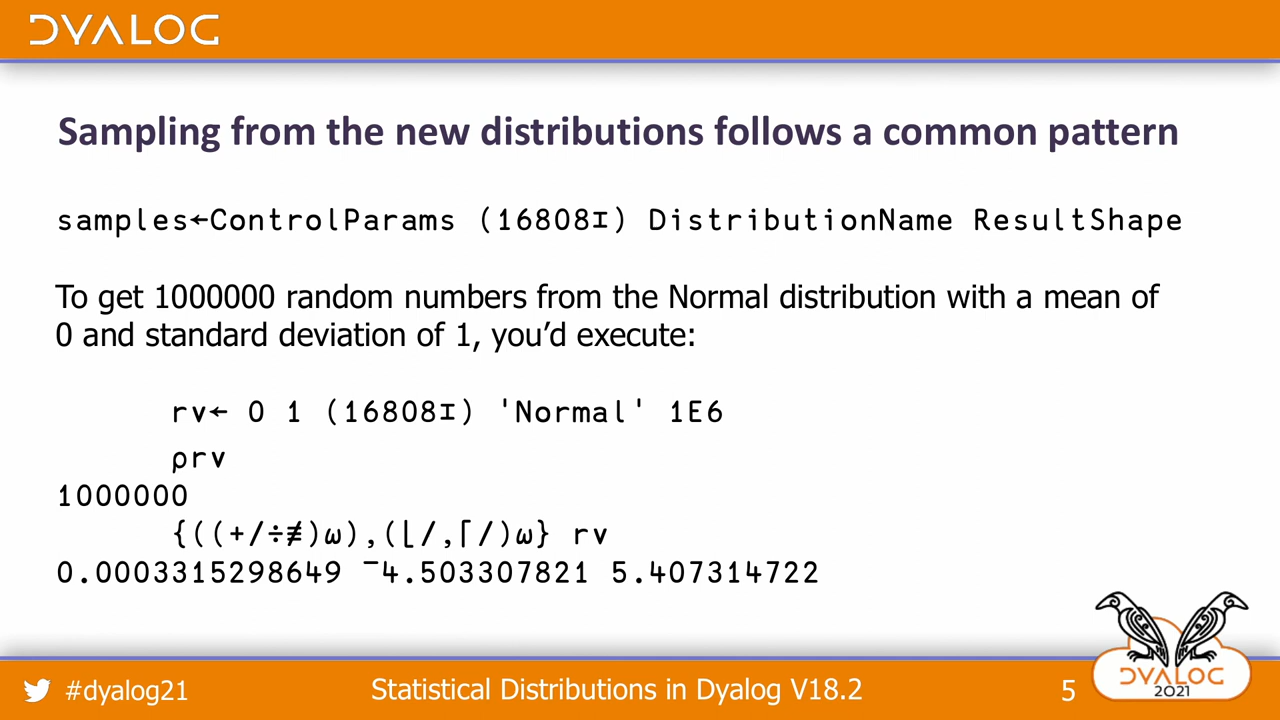 DYALOG
Sampling from the new distributions follows a common pattern
samples←ControlParams (16808⌶) DistributionName ResultShape
To get 1000000 random numbers from the Normal distribution with a mean of
0 and standard deviation of 1, you’d execute:
rv← 0 1 (16808⌶) 'Normal' 1E6
⍴rv
1000000
{((+/÷≢)⍵),(⌊/,⌈/)⍵} rv
0.0003315298649 ¯4.503307821 5.407314722
#dyalog21
Statistical Distributions in Dyalog V18.2
5
DYALOG
2021